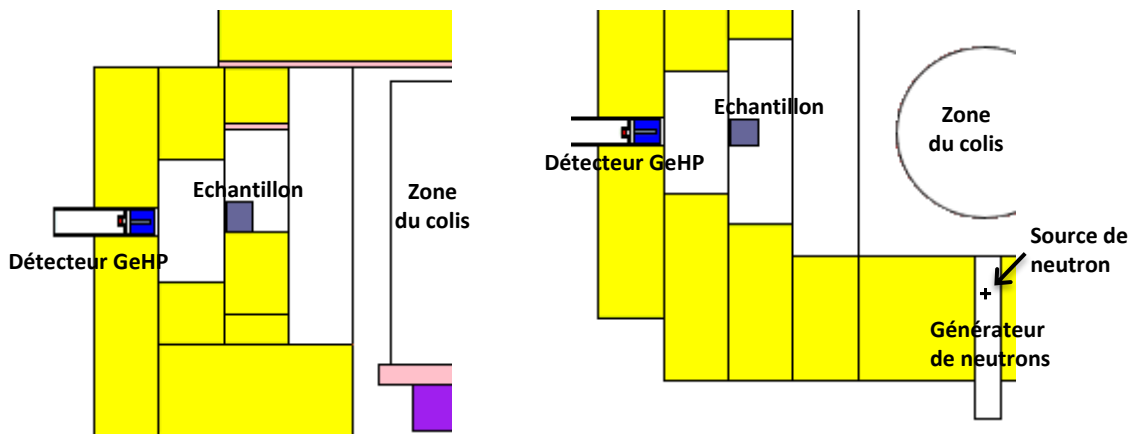 Echantillon
Zone
du colis
Détecteur GeHP
Echantillon
Zone
du colis
Détecteur GeHP
Source de
neutron
Générateur
de neutrons